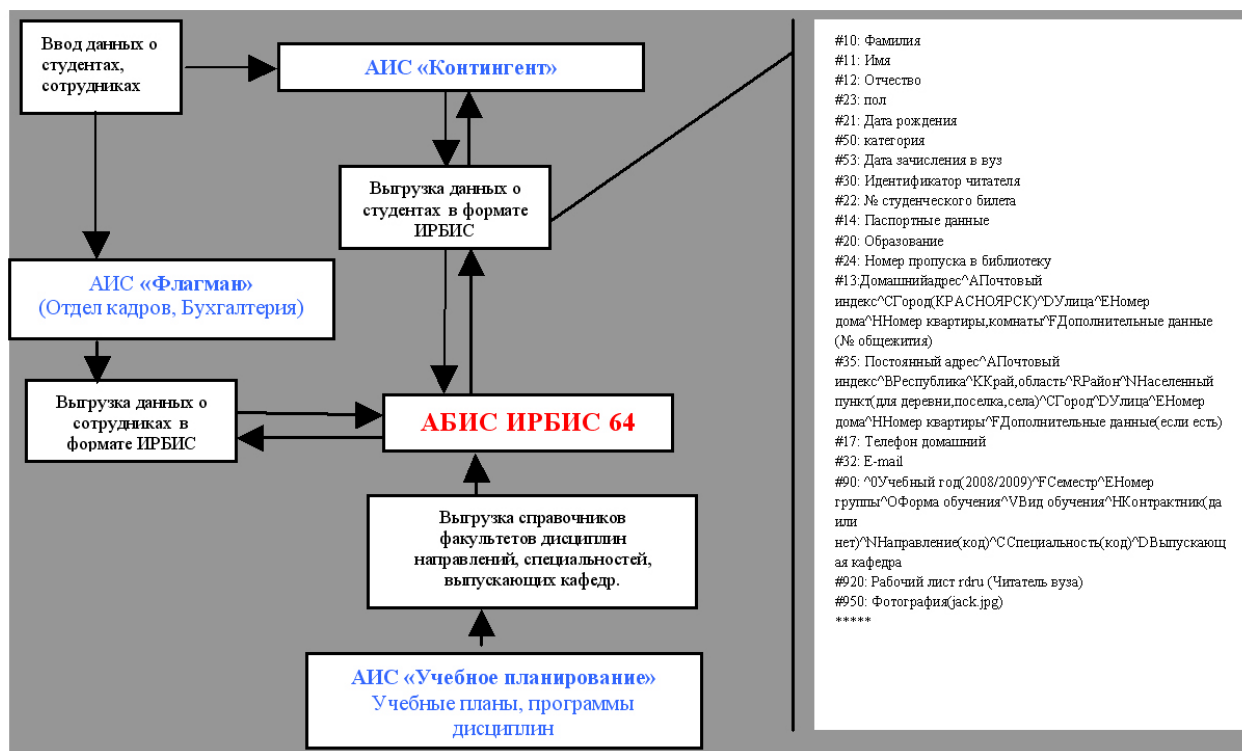 Ввод данных о
студентах,
сотрудниках
АИС «Контингент»
Выгрузка данных о
студентах в формате
ИРБИС
АИС «Флагман»
(Отдел кадров, Бухгалтерия)
Выгрузка данных о
сотрудниках в
формате ИРБИС
АБИС ИРБИС 64
Выгрузка справочников
факультетов дисциплин
направлений, специальностей,
выпускающих кафедр.
АИС «Учебное планирование»
Учебные планы, программы
дисциплин
#10: Фамилия
#11: Имя
#12: Отчество
#23: пол
#21: Дата рождения
#50: категория
#53: Дата зачисления в вуз
#30: Идентификатор читателя
#22: № студенческого билета
#14: Паспортные данные
#20: Образование
#24: Номер пропуска в библиотеку
#13:Домашнийадрес^AПочтовый
индекс^CГород(КРАСНОЯРСК)^DУлица^EНомер
дома^HНомер квартиры,комнаты^FДополнительные данные
(№ общежития)
#35: Постоянный адрес^AПочтовый
индекс^BРеспублика^KКрай,область^RРайон^NНаселенный
пункт(для деревни,поселка,села)^CГород^DУлица^EНомер
дома^HНомер квартиры^FДополнительные данные(если есть)
#17: Телефон домашний
#32: E-mail
#90: ^0Учебный год(2008/2009)^FСеместр^EНомер
группы^OФорма обучения^VВид обучения^HКонтрактник(да
или
нет)^NНаправление(код)^CСпециальность(код)^DВыпускающ
ая кафедра
#920: Рабочий лист rdru (Читатель вуза)
#950: Фотография(jack.jpg)
*****